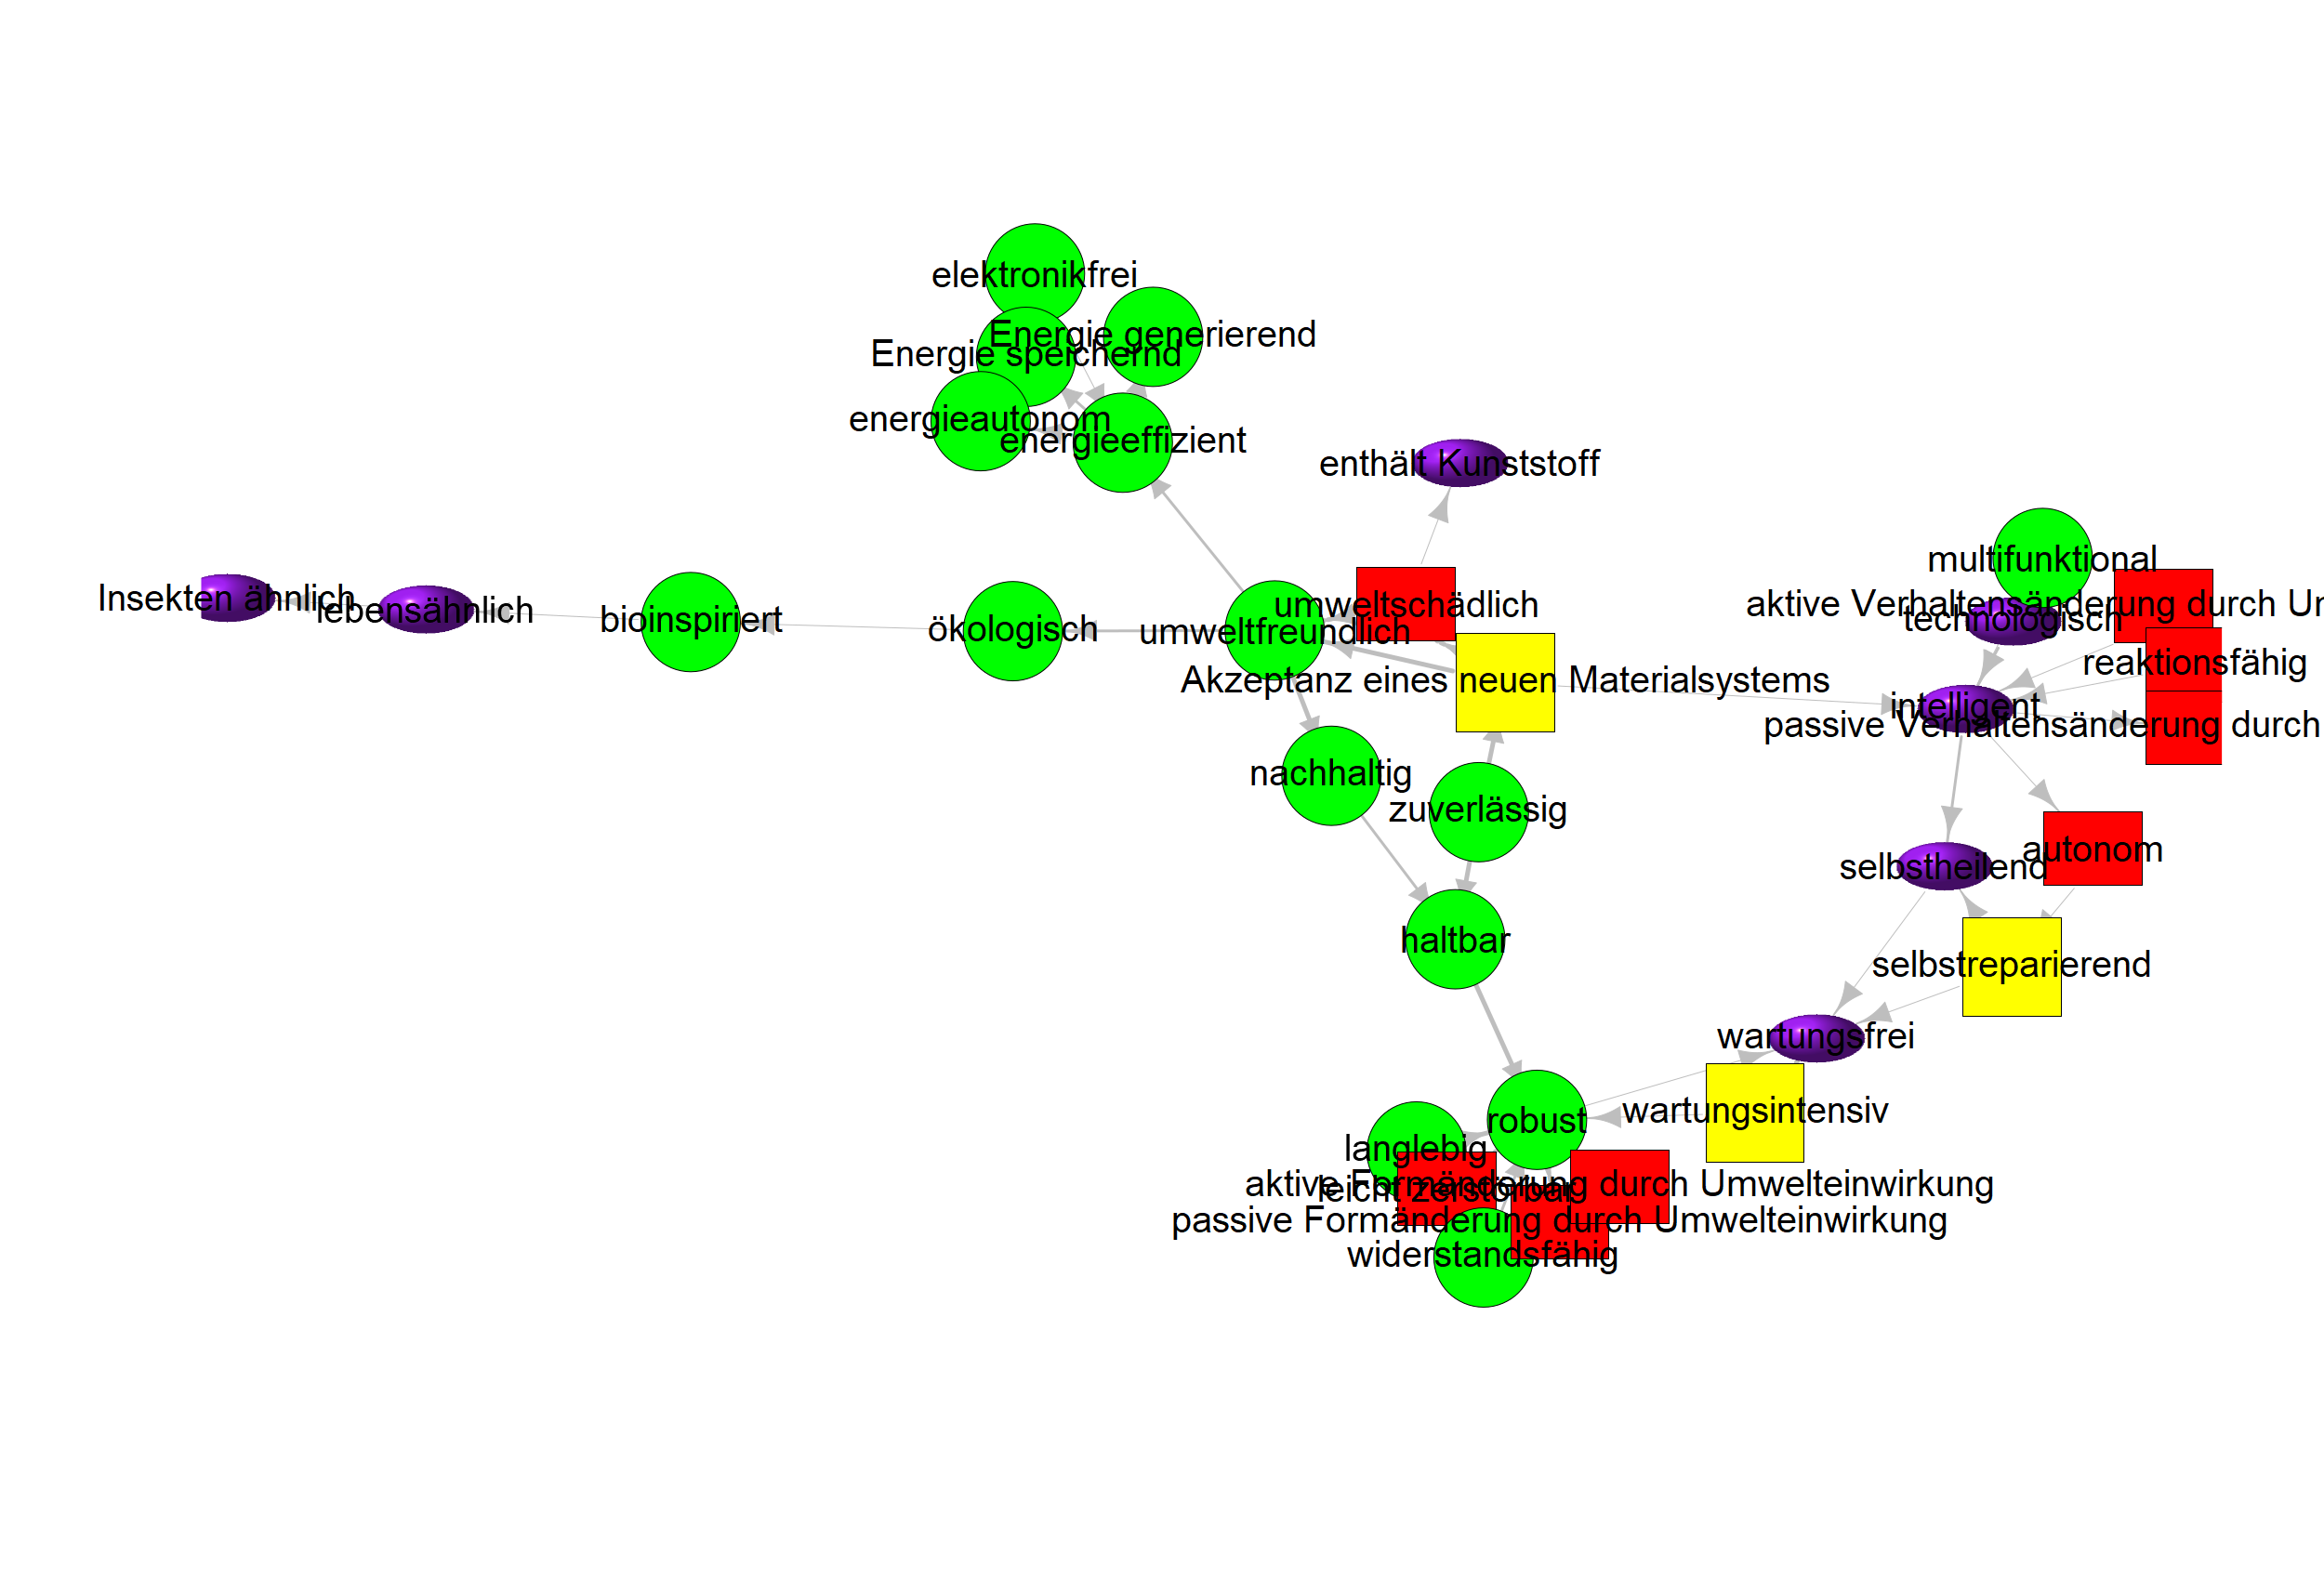 elektronikfrei
Energie generierend
Energie speichernd
energieautonom
energieeffizient
enthält Kunststoff
multifunktional
Insekten ähnlich
lebensähnlich
bioinspiriert
ökologisch
umweltfreundlich
umweltschädlich
aktive Verhaltensänderung durch Um
technologisch
reaktionsfähig
Akzeptanz eines neuen Materialsystems
intelligent
passive Verhaltensänderung durch
nachhaltig
zuverlässig
autonom
selbstheilend
haltbar
selbstreparierend
wartungsfrei
wartungsintensiv
robust
langlebig
aktive Formänderung durch Umwelteinwirkung
leicht zerstörbar
passive Formänderung durch Umwelteinwirkung
widerstandsfähig